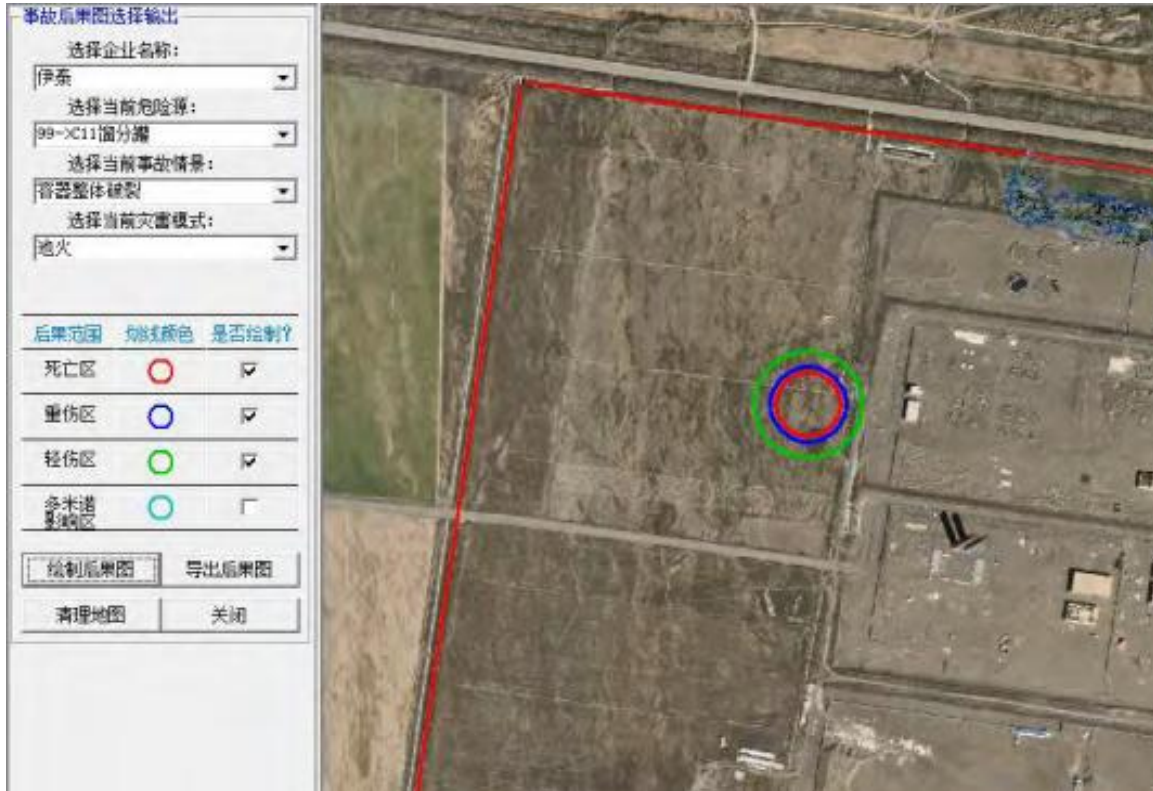 事故后果图选择输出
选择企业名称：
伊泰
选择当前危险源：
99->C11馏分罐
选择当前事故情景：
容器整体破裂
选择当前灾害模式：
池火
后果范围 划线颜色 是否绘制?
死亡区
重伤区
轻伤区
多米诺
影响区
绘制后果图 导出后果图
清理地图 关闭